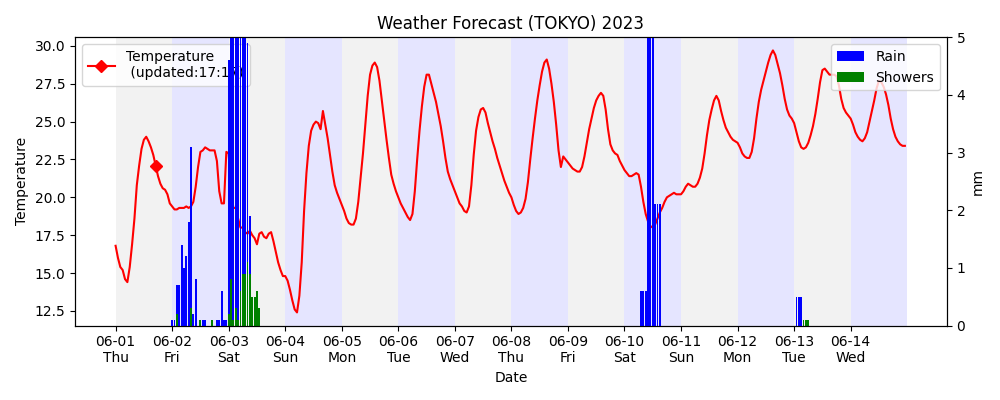 Weather Forecast (TOKYO) 2023
Temperature
(updated:17:1
Rain
Showers
30.0
27.5
25.0
22.5
20.0
17.5
15.0
12.5
Temperature
5
4
3
2
1
0
mm
06-01 06-02 06-03 06-04 06-05 06-06 06-07 06-08 06-09 06-10 06-11 06-12 06-13 06-14
Thu Fri Sat Sun Mon Tue Wed Thu Fri Sat Sun Mon Tue Wed
Date